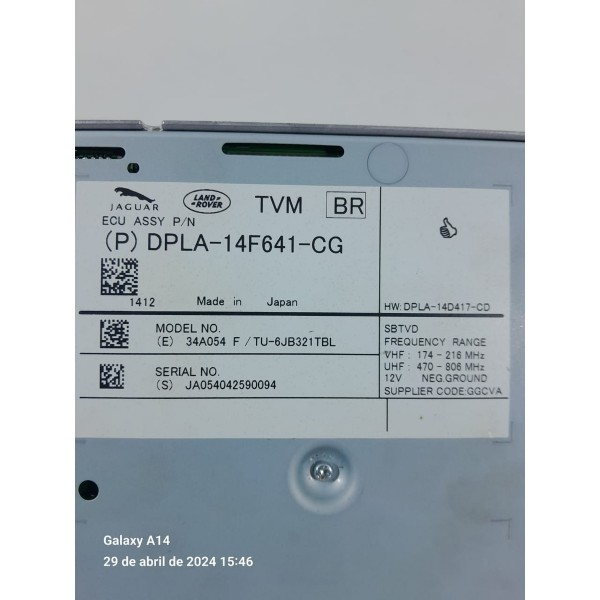 JAGUAR
LAND
ROVER
TVM BR
ECU ASSY P/N
(P) DPLA-14F641-CG
1412 Made in Japan
HW: DPLA-14D417-CD
MODEL NO.
(E) 34A054 F / TU-6JB321TBL
SERIAL NO.
(S) JA054042590094
SBTVD
FREQUENCY RANGE
VHF : 174 - 216 MHz
UHF : 470 - 806 MHz
12V NEG.GROUND
SUPPLIER CODE:GGCVA
Galaxy A14
29 de abril de 2024 15:46